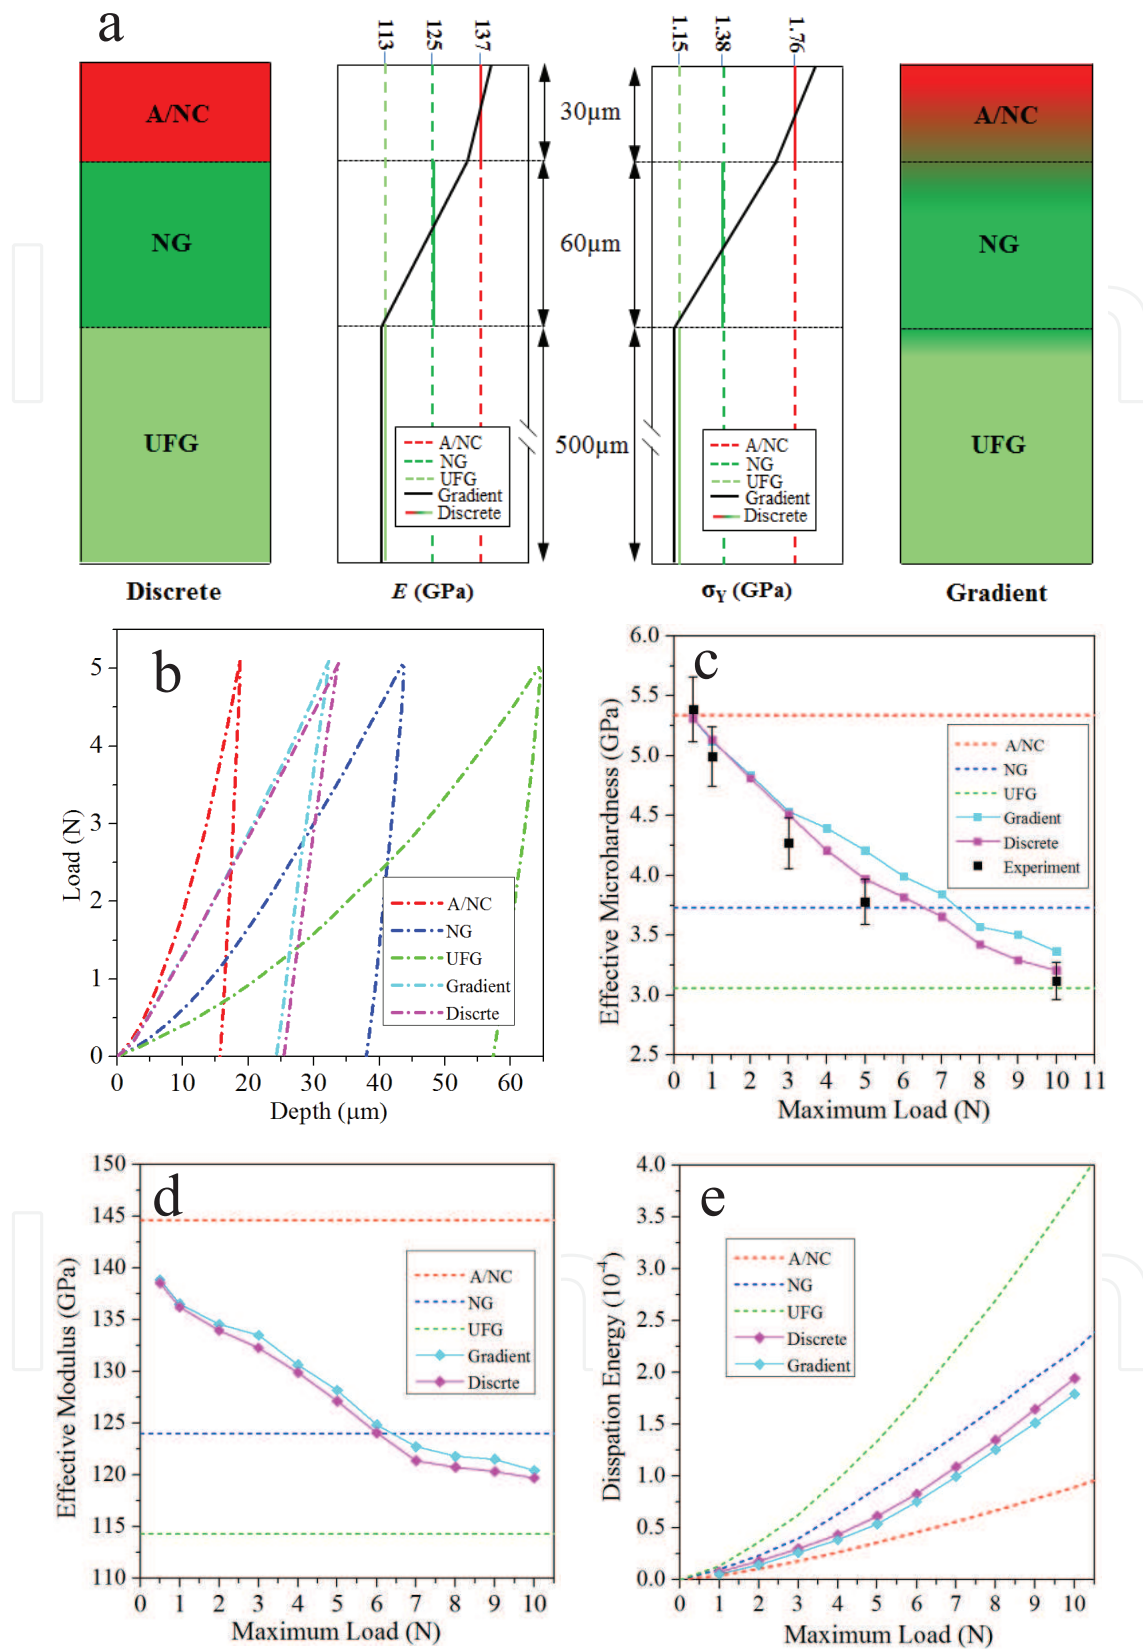 a
113
125
137
1.15
1.38
1.76
A/NC
NG
UFG
Discrete
A/NC
NG
UFG
Gradient
Discrete
E (GPa)
30μm
60μm
500μm
A/NC
NG
UFG
Gradient
Discrete
σY (GPa)
A/NC
NG
UFG
Gradient
b
Load (N)
5
4
3
2
1
0
A/NC
NG
UFG
Gradient
Discrte
0 10 20 30 40 50 60
Depth (μm)
c
Effective Microhardness (GPa)
6.0
5.5
5.0
4.5
4.0
3.5
3.0
2.5
A/NC
NG
UFG
Gradient
Discrete
Experiment
0 1 2 3 4 5 6 7 8 9 10 11
Maximum Load (N)
d
Effective Modulus (GPa)
150
145
140
135
130
125
120
115
110
A/NC
NG
UFG
Gradient
Discrte
0 1 2 3 4 5 6 7 8 9 10
Maximum Load (N)
e
Disspation Energy (10-4)
4.0
3.5
3.0
2.5
2.0
1.5
1.0
0.5
0.0
A/NC
NG
UFG
Discrete
Gradient
0 1 2 3 4 5 6 7 8 9 10
Maximum Load (N)